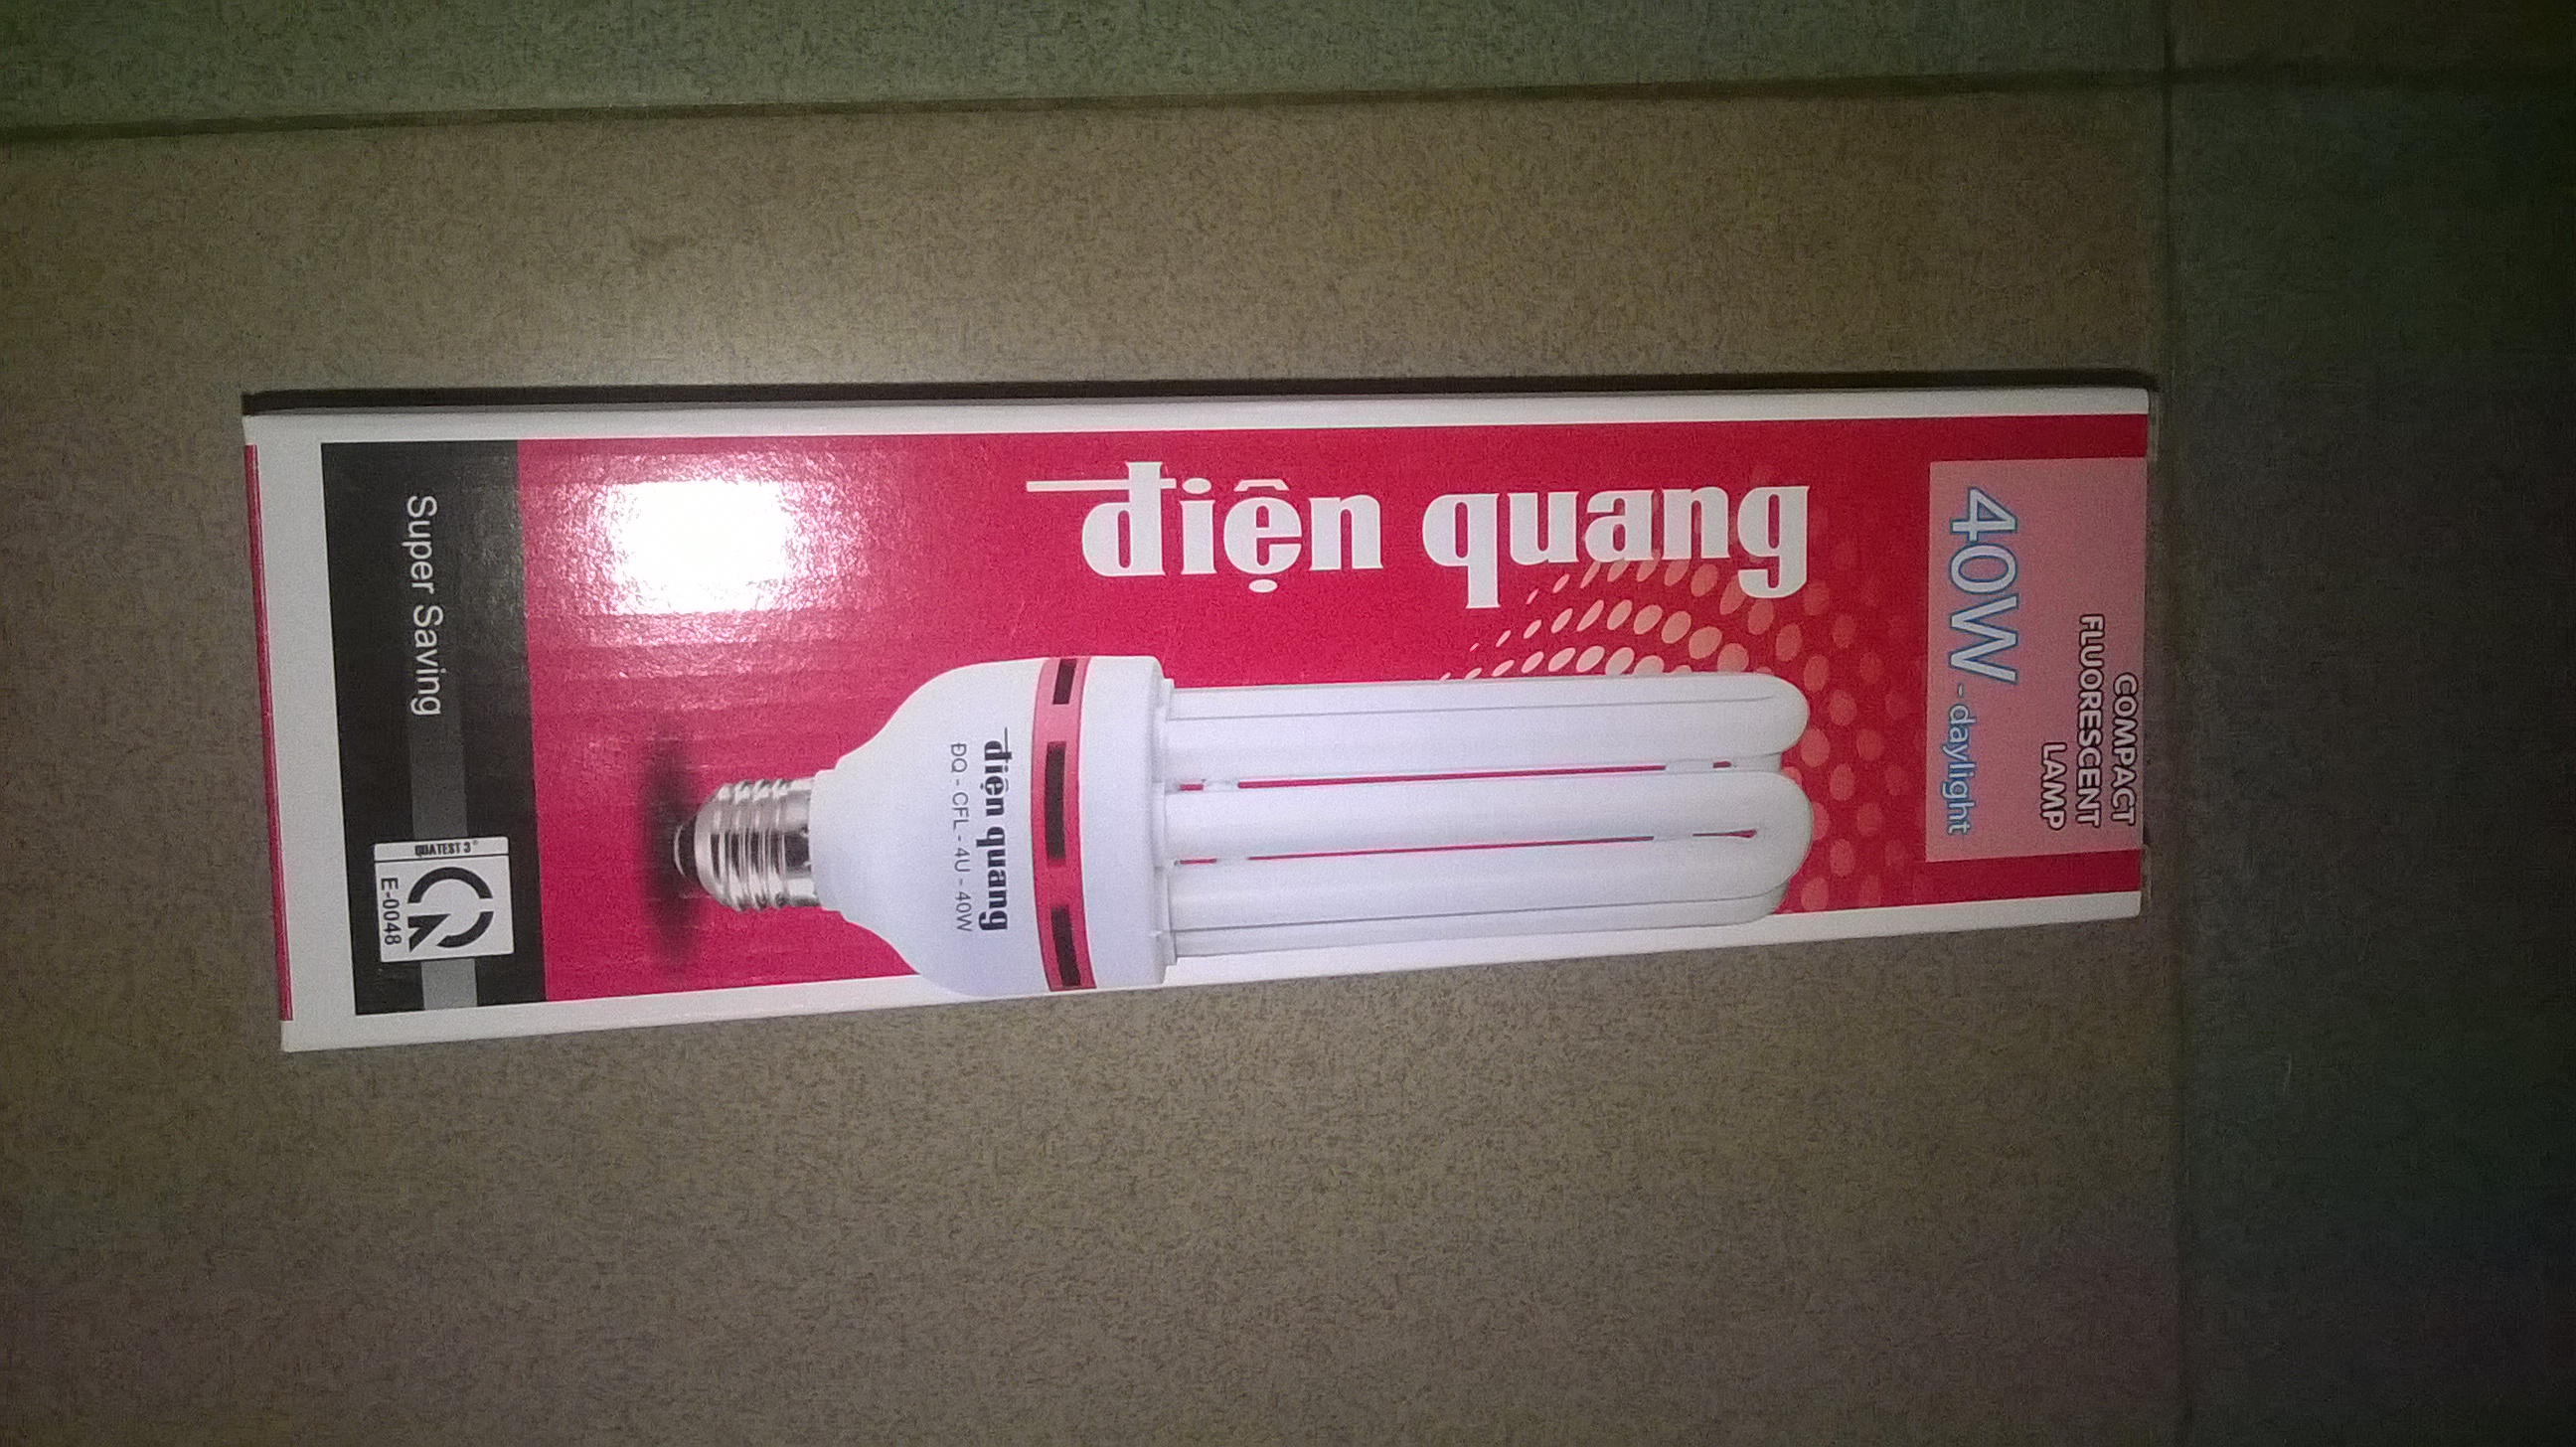 COMPACT
FLUORESCENT
LAMP
40W - daylight
điện quang
điện quang
ĐQ - CFL - 4U - 40W
Super Saving
QUATEST 3®
E-0048